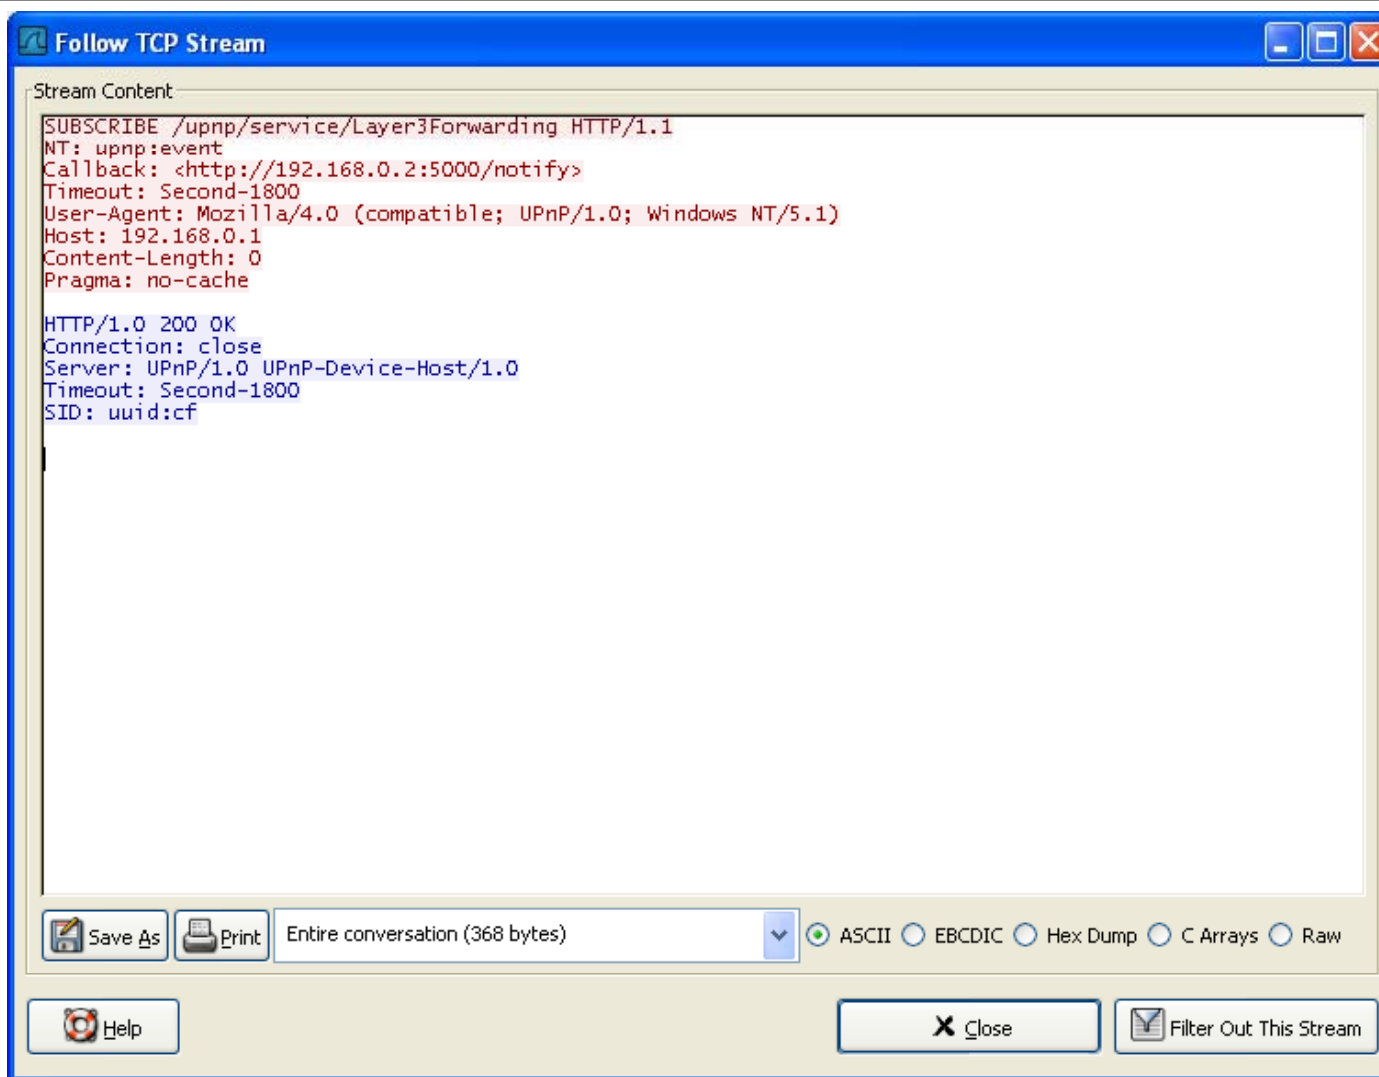 Follow TCP Stream
Stream Content
SUBSCRIBE /upnp/service/Layer3Forwarding HTTP/1.1
NT: upnp:event
Callback: <http://192.168.0.2:5000/notify>
Timeout: Second-1800
User-Agent: Mozilla/4.0 (compatible; UPnP/1.0; Windows NT/5.1)
Host: 192.168.0.1
Content-Length: 0
Pragma: no-cache
HTTP/1.0 200 OK
Connection: close
Server: UPnP/1.0 UPnP-Device-Host/1.0
Timeout: Second-1800
SID: uuid:cf
Save As Print Entire conversation (368 bytes) ASCII EBCDIC Hex Dump C Arrays Raw
Help Close Filter Out This Stream